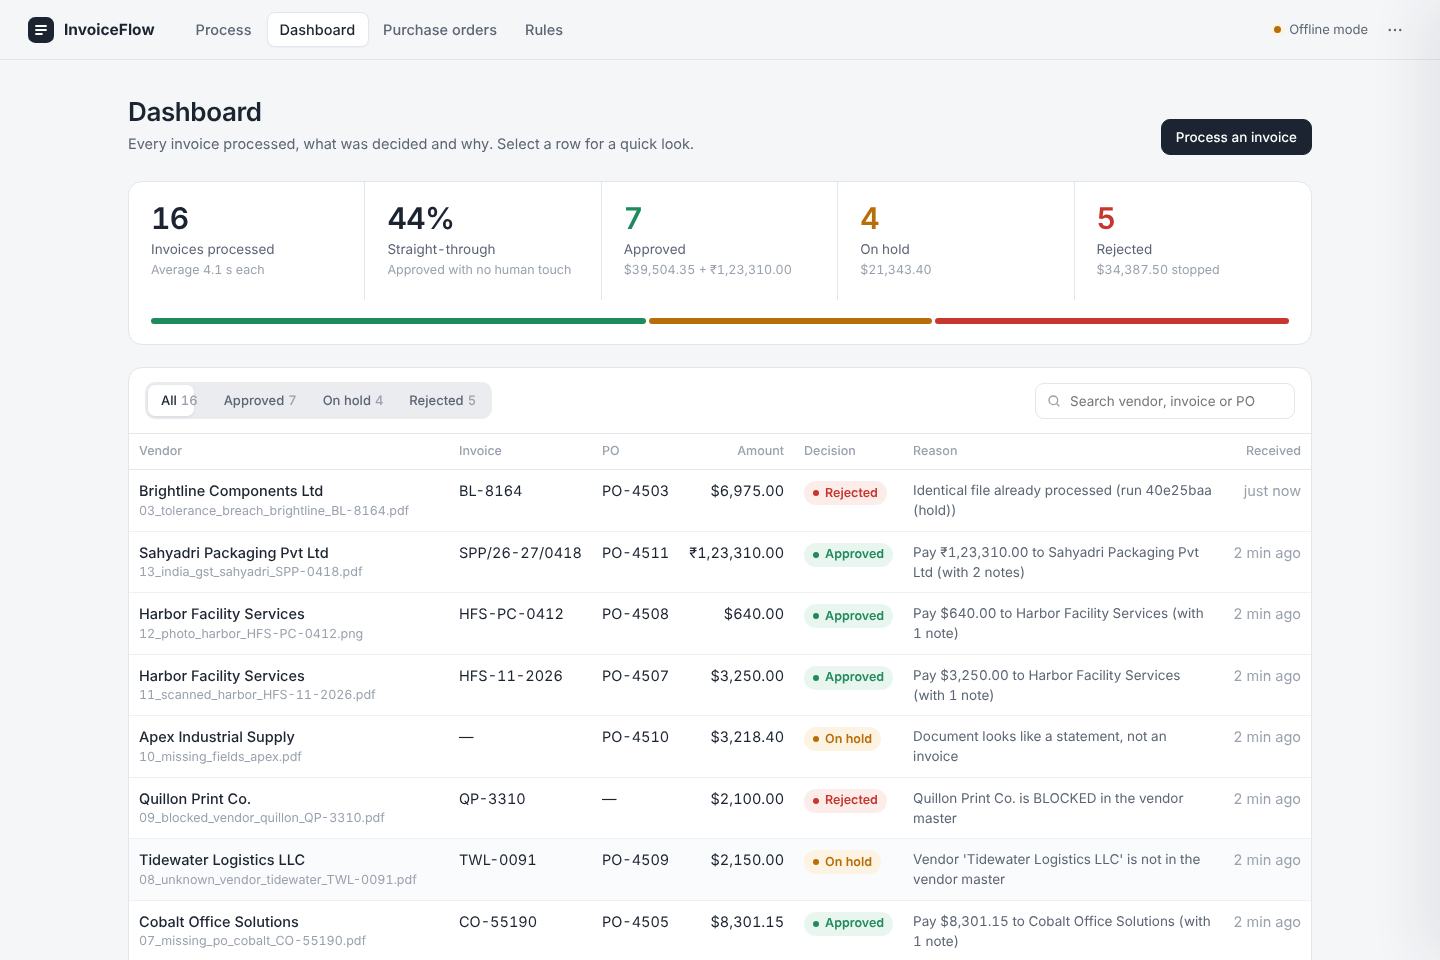 InvoiceFlow
Process
Dashboard
Purchase orders
Rules
Offline mode
Dashboard
Every invoice processed, what was decided and why. Select a row for a quick look.
Process an invoice
16
Invoices processed
Average 4.1 s each
44%
Straight-through
Approved with no human touch
7
Approved
$39,504.35 + ₹1,23,310.00
4
On hold
$21,343.40
5
Rejected
$34,387.50 stopped
All 16
Approved 7
On hold 4
Rejected 5
Search vendor, invoice or PO
Vendor Invoice PO Amount Decision Reason Received
Brightline Components Ltd BL-8164 PO-4503 $6,975.00 Rejected Identical file already processed (run 40e25baa just now
03_tolerance_breach_brightline_BL-8164.pdf (hold))
Sahyadri Packaging Pvt Ltd SPP/26-27/0418 PO-4511 ₹1,23,310.00 Approved Pay ₹1,23,310.00 to Sahyadri Packaging Pvt 2 min ago
13_india_gst_sahyadri_SPP-0418.pdf Ltd (with 2 notes)
Harbor Facility Services HFS-PC-0412 PO-4508 $640.00 Approved Pay $640.00 to Harbor Facility Services (with 2 min ago
12_photo_harbor_HFS-PC-0412.png 1 note)
Harbor Facility Services HFS-11-2026 PO-4507 $3,250.00 Approved Pay $3,250.00 to Harbor Facility Services 2 min ago
11_scanned_harbor_HFS-11-2026.pdf (with 1 note)
Apex Industrial Supply — PO-4510 $3,218.40 On hold Document looks like a statement, not an 2 min ago
10_missing_fields_apex.pdf invoice
Quillon Print Co. QP-3310 — $2,100.00 Rejected Quillon Print Co. is BLOCKED in the vendor 2 min ago
09_blocked_vendor_quillon_QP-3310.pdf master
Tidewater Logistics LLC TWL-0091 PO-4509 $2,150.00 On hold Vendor 'Tidewater Logistics LLC' is not in the 2 min ago
08_unknown_vendor_tidewater_TWL-0091.pdf vendor master
Cobalt Office Solutions CO-55190 PO-4505 $8,301.15 Approved Pay $8,301.15 to Cobalt Office Solutions (with 2 min ago
07_missing_po_cobalt_CO-55190.pdf 1 note)